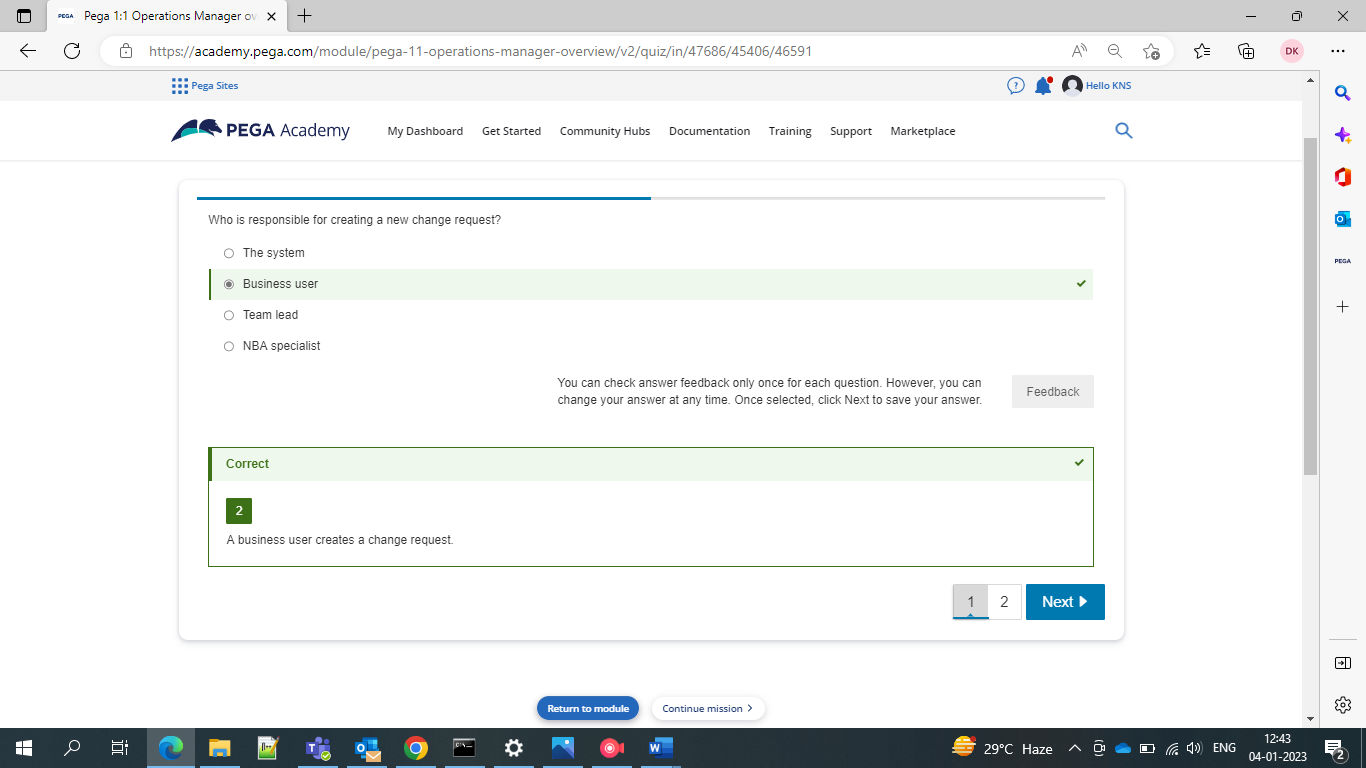 PEGA Pega 1:1 Operations Manager ov
https://academy.pega.com/module/pega-11-operations-manager-overview/v2/quiz/in/47686/45406/46591
DK
Pega Sites
Hello KNS
PEGA Academy
My Dashboard Get Started Community Hubs Documentation Training Support Marketplace
Who is responsible for creating a new change request?
The system
Business user
Team lead
NBA specialist
You can check answer feedback only once for each question. However, you can
change your answer at any time. Once selected, click Next to save your answer.
Feedback
Correct
2
A business user creates a change request.
1 2 Next
Return to module Continue mission
PEGA
29°C Haze
ENG
12:43
04-01-2023
2